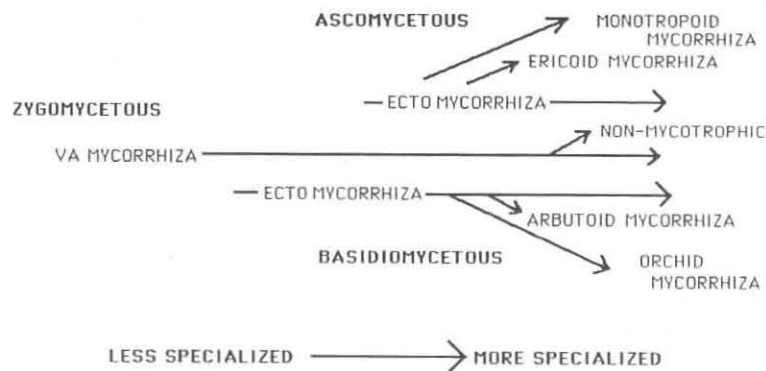 ASCOMYCETOUS
MONOTROPOID
MYCORRHIZA
ERICOID MYCORRHIZA
ECTO MYCORRHIZA
ZYGOMYCETOUS
NON-MYCOTROPHIC
VA MYCORRHIZA
ECTO MYCORRHIZA
ARBUTOID MYCORRHIZA
BASIDIOMYCETOUS
ORCHID
MYCORRHIZA
LESS SPECIALIZED
MORE SPECIALIZED